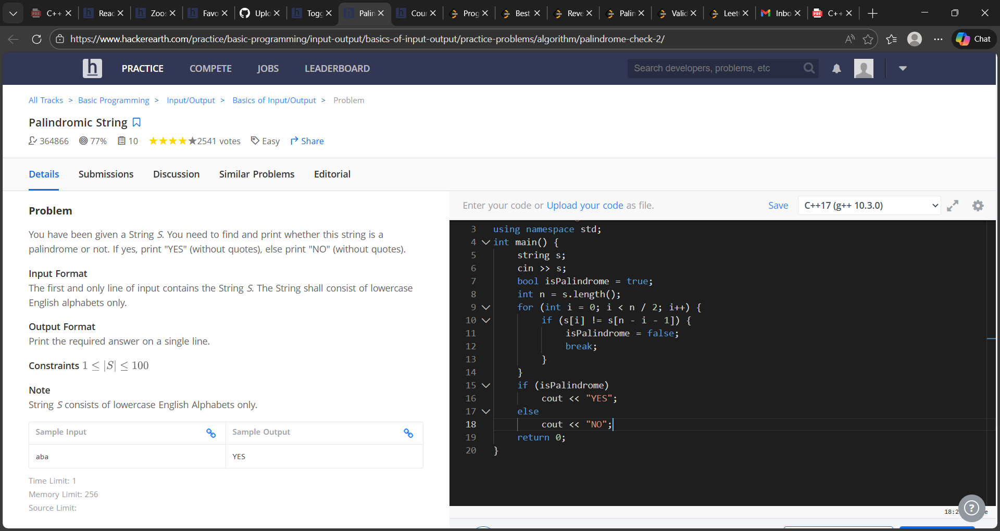 C++
Read
Zoos
Favo
Uplo
Togg
Palin
Cour
Prog
Best
Reve
Palin
Valid
Leet
Inbo
C++
https://www.hackerearth.com/practice/basic-programming/input-output/basics-of-input-output/practice-problems/algorithm/palindrome-check-2/
Chat
h PRACTICE COMPETE JOBS LEADERBOARD
Search developers, problems, etc
All Tracks > Basic Programming > Input/Output > Basics of Input/Output > Problem
Palindromic String
364866 77% 10 ★★★★★2541 votes Easy Share
Details Submissions Discussion Similar Problems Editorial
Problem
You have been given a String S. You need to find and print whether this string is a
palindrome or not. If yes, print "YES" (without quotes), else print "NO" (without quotes).
Input Format
The first and only line of input contains the String S. The String shall consist of lowercase
English alphabets only.
Output Format
Print the required answer on a single line.
Constraints 1 ≤ |S| ≤ 100
Note
String S consists of lowercase English Alphabets only.
Sample Input Sample Output
aba YES
Time Limit: 1
Memory Limit: 256
Source Limit:
Enter your code or Upload your code as file.
Save C++17 (g++ 10.3.0)
3 using namespace std;
4 int main() {
5 string s;
6 cin >> s;
7 bool isPalindrome = true;
8 int n = s.length();
9 for (int i = 0; i < n / 2; i++) {
10 if (s[i] != s[n - i - 1]) {
11 isPalindrome = false;
12 break;
13 }
14 }
15 if (isPalindrome)
16 cout << "YES";
17 else
18 cout << "NO";
19 return 0;
20 }
18:2
?